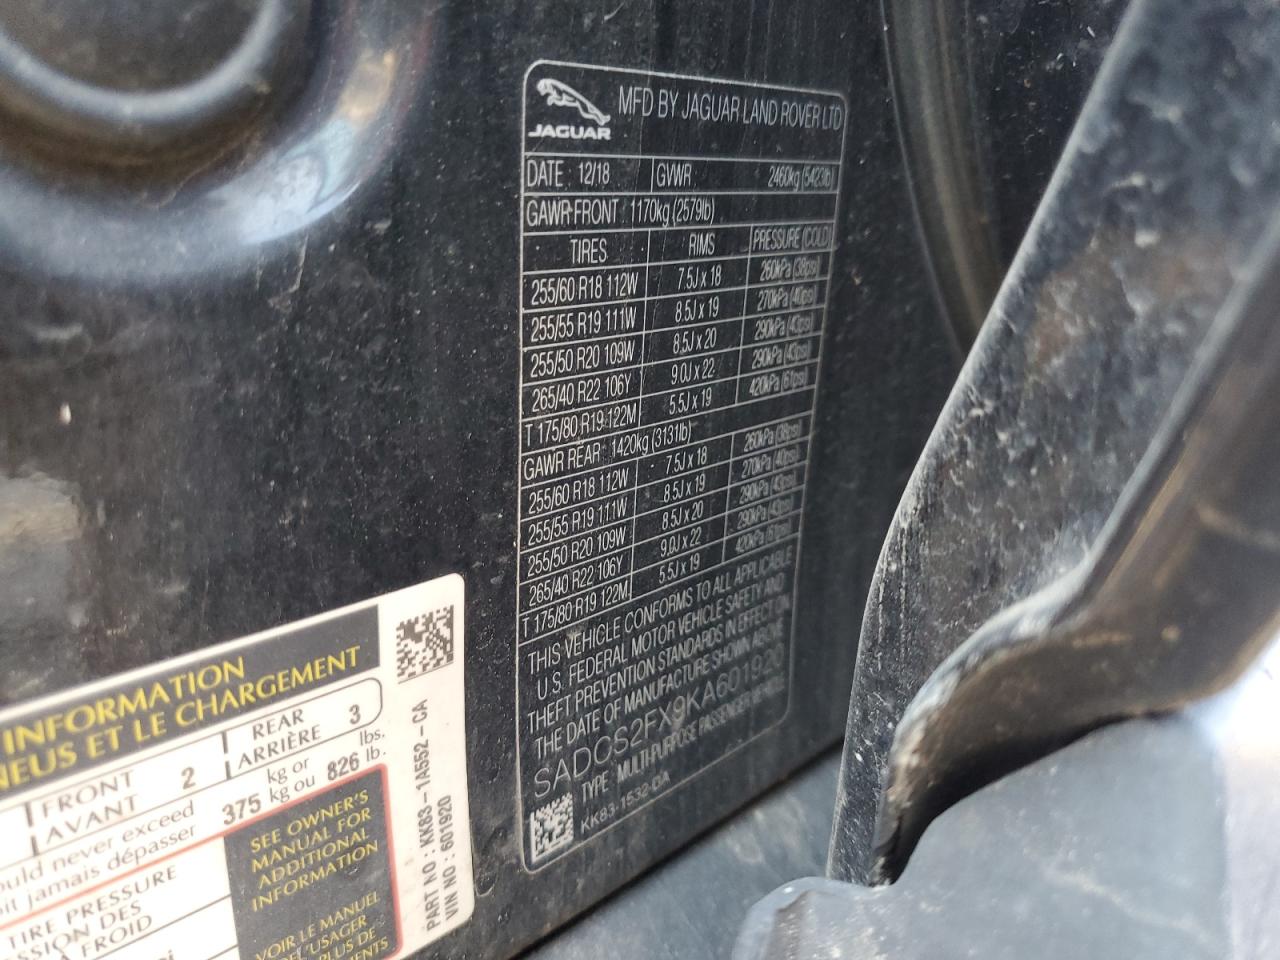 JAGUAR
MFD BY JAGUAR LAND ROVER LTD
DATE 12/18 GVWR 2460kg (5423lb)
GAWR FRONT 1170kg (2579lb)
TIRES RIMS PRESSURE (COLD)
255/60 R18 112W 7.5J x 18 260kPa (38psi)
255/55 R19 111W 8.5J x 19 270kPa (40psi)
255/50 R20 109W 8.5J x 20 290kPa (43psi)
265/40 R22 106Y 9.0J x 22 290kPa (43psi)
T 175/80 R19 122M 5.5J x 19 420kPa (61psi)
GAWR REAR 1420kg (3131lb)
255/60 R18 112W 7.5J x 18 260kPa (38psi)
255/55 R19 111W 8.5J x 19 270kPa (40psi)
255/50 R20 109W 8.5J x 20 290kPa (43psi)
265/40 R22 106Y 9.0J x 22 290kPa (43psi)
T 175/80 R19 122M 5.5J x 19 420kPa (61psi)
THIS VEHICLE CONFORMS TO ALL APPLICABLE
U.S. FEDERAL MOTOR VEHICLE SAFETY AND
THEFT PREVENTION STANDARDS IN EFFECT ON
THE DATE OF MANUFACTURE SHOWN ABOVE
SADCS2FX9KA601920
TYPE MULTI-PURPOSE PASSENGER VEHICLE
KK83-1532-DA
INFORMATION
NEUS ET LE CHARGEMENT
FRONT 2 REAR 3
AVANT ARRIÈRE
ould never exceed 375 kg or 826 lbs.
oit jamais dépasser kg ou lb.
TIRE PRESSURE
SION DES
À FROID
SEE OWNER'S
MANUAL FOR
ADDITIONAL
INFORMATION
VOIR LE MANUEL
DE L'USAGER
PLUS DE
PART NO : KK83-1A552-CA
VIN NO : 601920